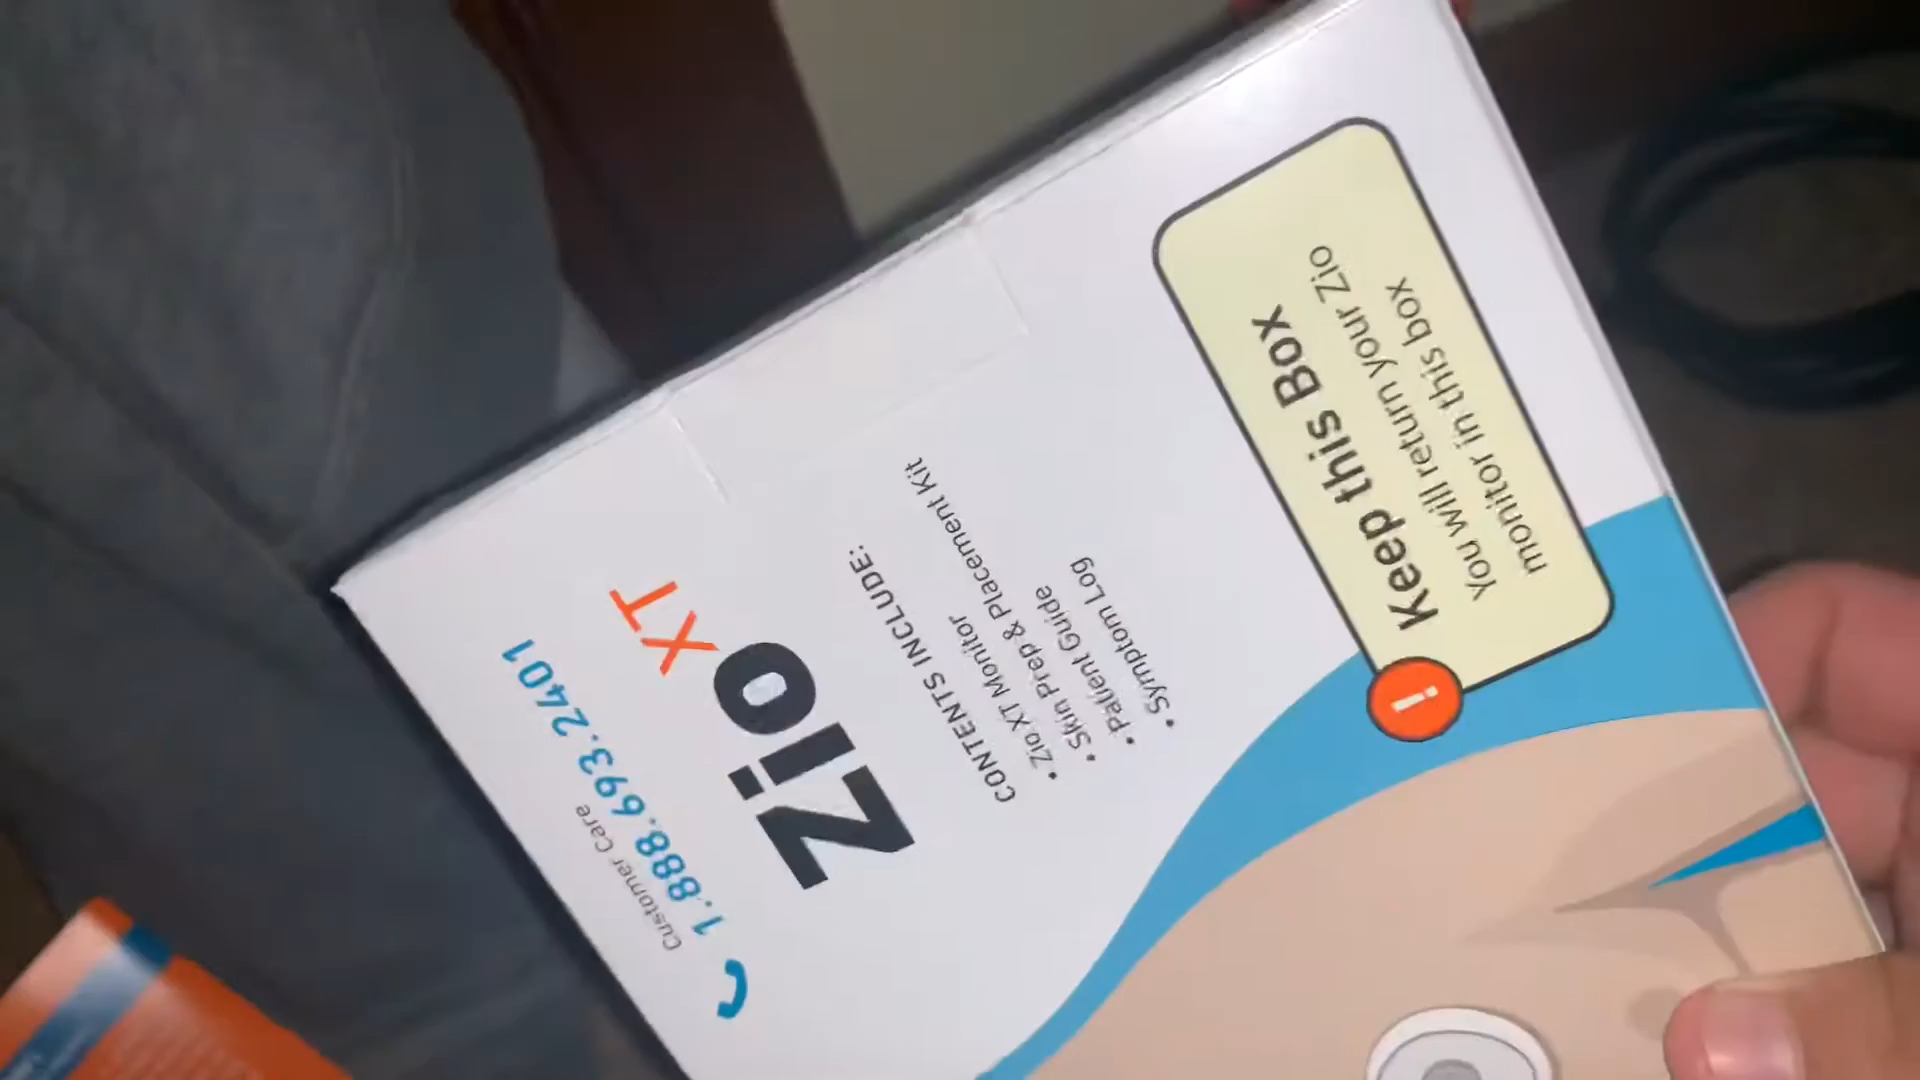 Customer Care
1.888.693.2401
Zio XT
CONTENTS INCLUDE:
• Zio XT Monitor
• Skin Prep & Placement Kit
• Patient Guide
• Symptom Log
!
Keep this Box
You will return your Zio
monitor in this box